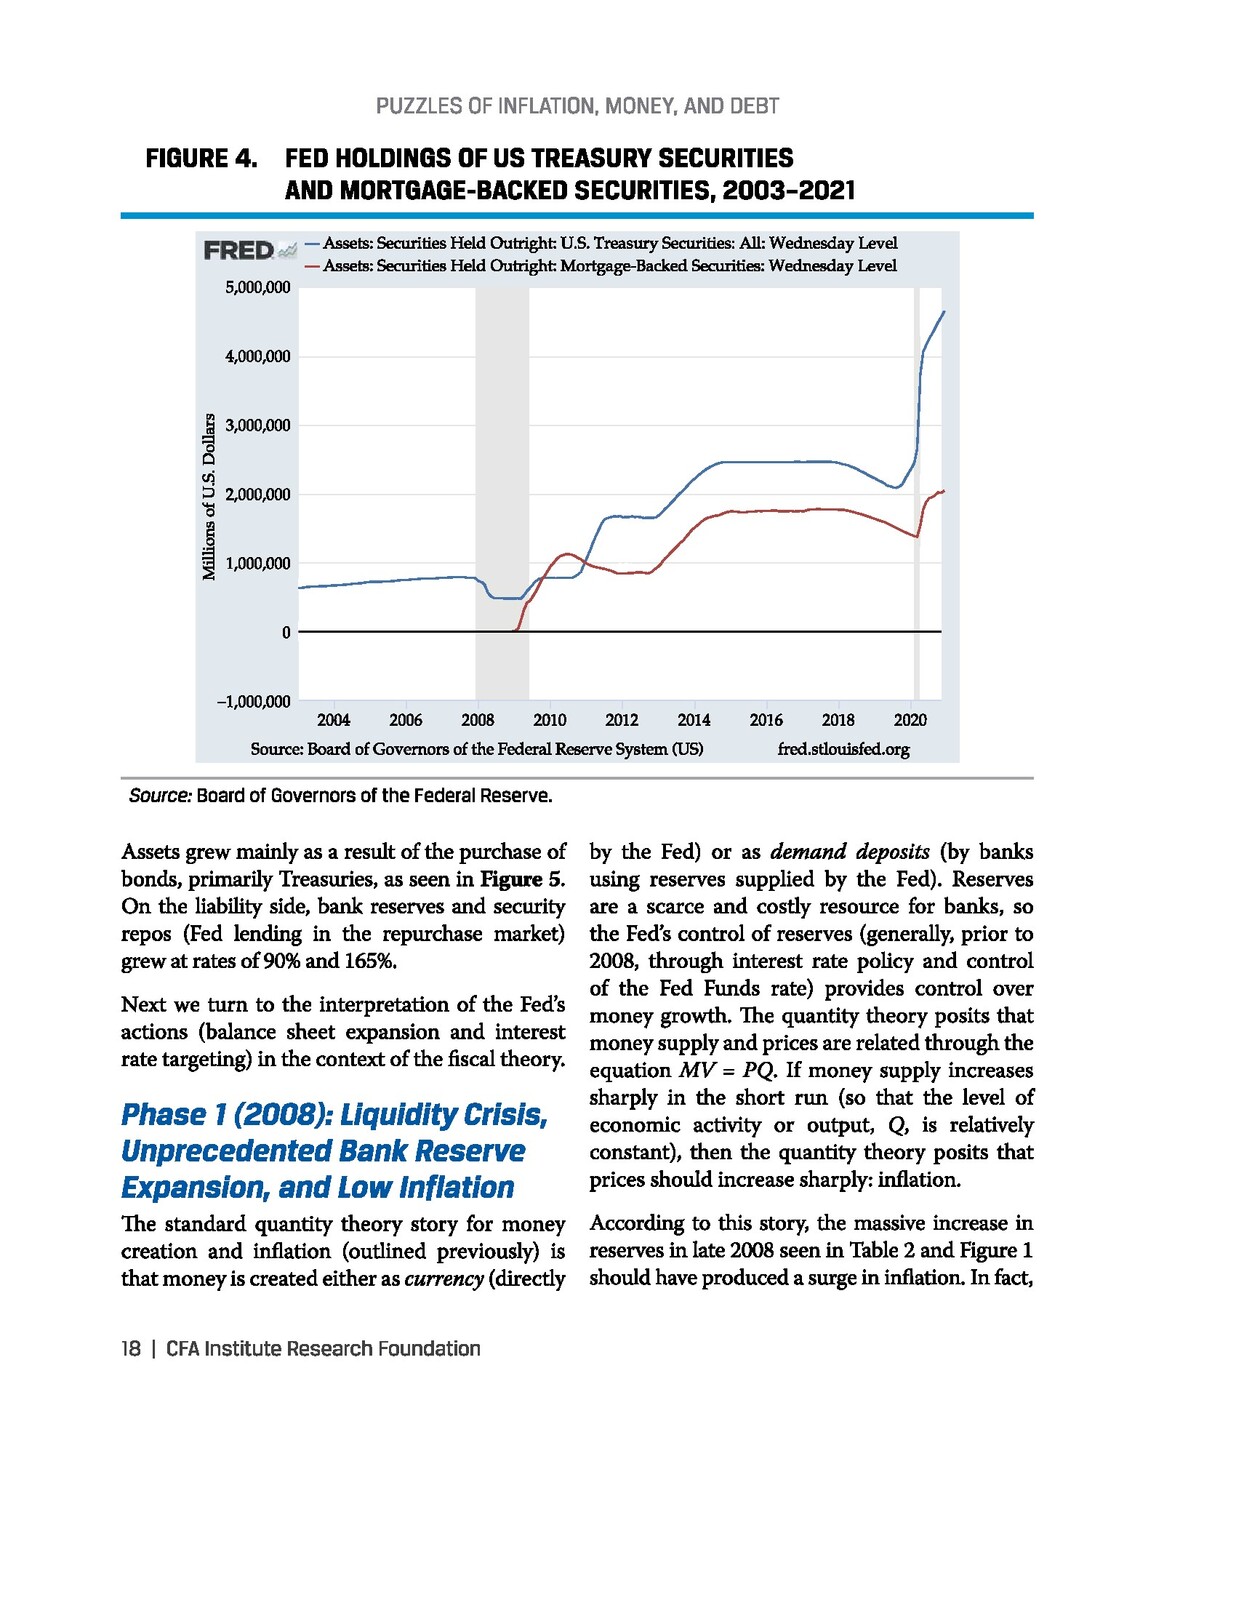 PUZZLES OF INFLATION, MONEY, AND DEBT
FIGURE 4. FED HOLDINGS OF US TREASURY SECURITIES
AND MORTGAGE-BACKED SECURITIES, 2003–2021
FRED
Assets: Securities Held Outright: U.S. Treasury Securities: All: Wednesday Level
Assets: Securities Held Outright: Mortgage-Backed Securities: Wednesday Level
Millions of U.S. Dollars
5,000,000
4,000,000
3,000,000
2,000,000
1,000,000
0
–1,000,000
2004 2006 2008 2010 2012 2014 2016 2018 2020
Source: Board of Governors of the Federal Reserve System (US) fred.stlouisfed.org
Source: Board of Governors of the Federal Reserve.
Assets grew mainly as a result of the purchase of
bonds, primarily Treasuries, as seen in Figure 5.
On the liability side, bank reserves and security
repos (Fed lending in the repurchase market)
grew at rates of 90% and 165%.
Next we turn to the interpretation of the Fed's
actions (balance sheet expansion and interest
rate targeting) in the context of the fiscal theory.
Phase 1 (2008): Liquidity Crisis,
Unprecedented Bank Reserve
Expansion, and Low Inflation
The standard quantity theory story for money
creation and inflation (outlined previously) is
that money is created either as currency (directly
by the Fed) or as demand deposits (by banks
using reserves supplied by the Fed). Reserves
are a scarce and costly resource for banks, so
the Fed's control of reserves (generally, prior to
2008, through interest rate policy and control
of the Fed Funds rate) provides control over
money growth. The quantity theory posits that
money supply and prices are related through the
equation MV = PQ. If money supply increases
sharply in the short run (so that the level of
economic activity or output, Q, is relatively
constant), then the quantity theory posits that
prices should increase sharply: inflation.
According to this story, the massive increase in
reserves in late 2008 seen in Table 2 and Figure 1
should have produced a surge in inflation. In fact,
18 | CFA Institute Research Foundation